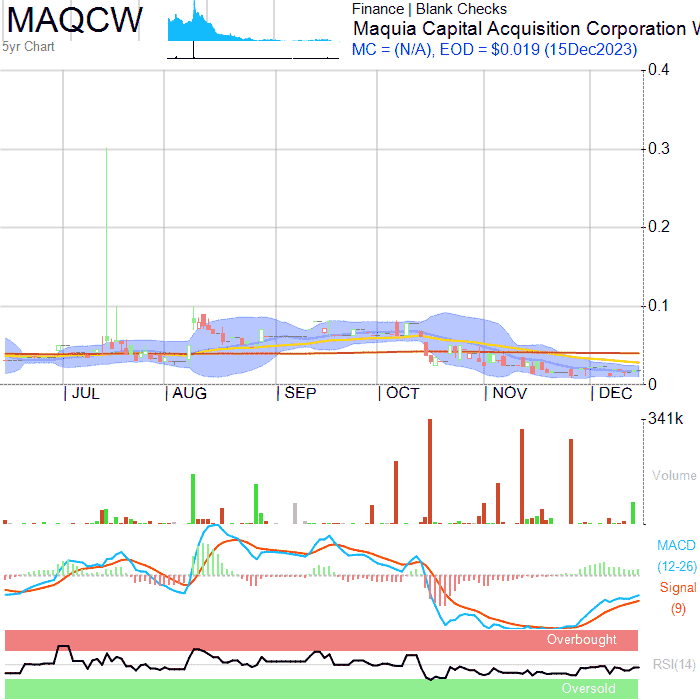 MAQCW
5yr Chart
Finance | Blank Checks
Maquia Capital Acquisition Corporation W
MC = (N/A), EOD = $0.019 (15Dec2023)
0.4
0.3
0.2
0.1
0
JUL AUG SEP OCT NOV DEC
341k
Volume
MACD
(12-26)
Signal
(9)
Overbought
RSI(14)
Oversold